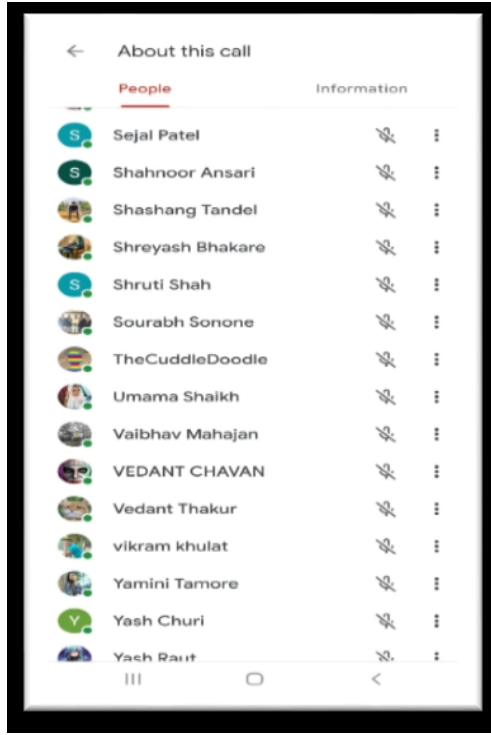 About this call
People Information
S Sejal Patel
S Shahnoor Ansari
Shashang Tandel
Shreyash Bhakare
S Shruti Shah
Sourabh Sonone
TheCuddleDoodle
Umama Shaikh
Vaibhav Mahajan
VEDANT CHAVAN
Vedant Thakur
vikram khulat
Yamini Tamore
Y Yash Churi
Yash Raut